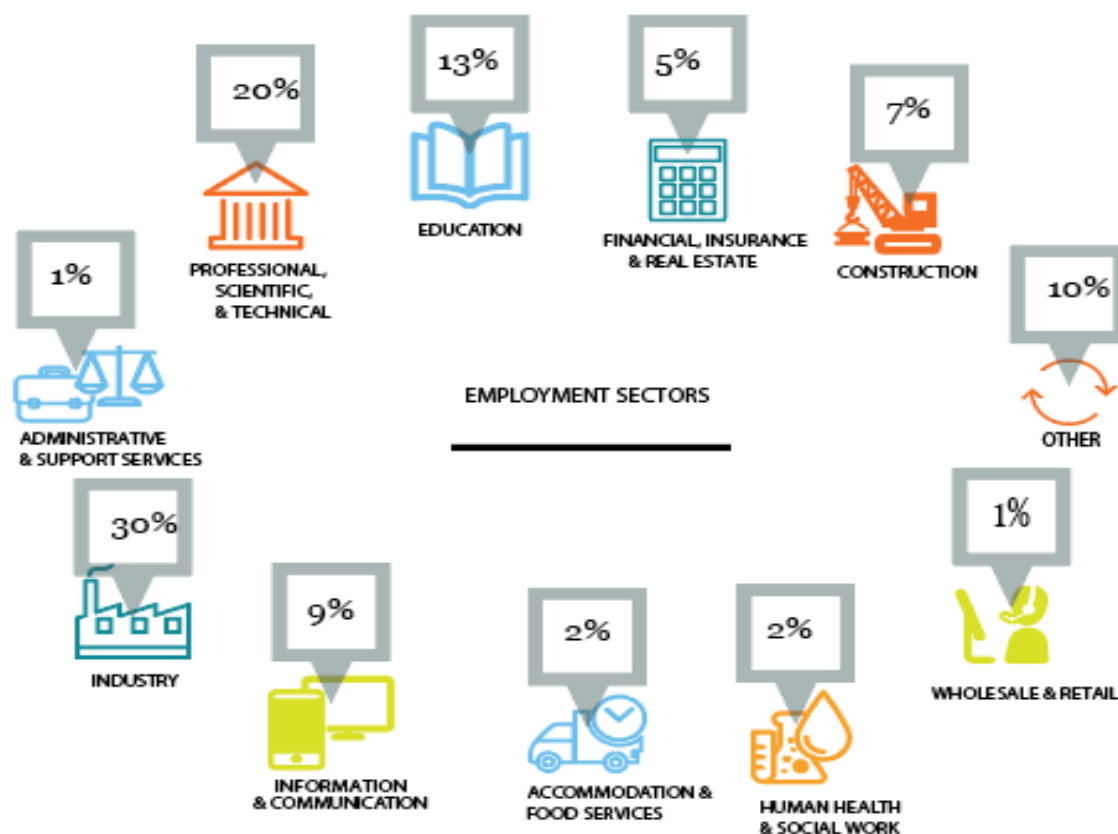 13%
5%
20%
7%
EDUCATION
FINANCIAL, INSURANCE
& REAL ESTATE
PROFESSIONAL,
SCIENTIFIC,
& TECHNICAL
CONSTRUCTION
1%
10%
EMPLOYMENT SECTORS
ADMINISTRATIVE
& SUPPORT SERVICES
OTHER
30%
1%
9%
2%
2%
INDUSTRY
WHOLESALE & RETAIL
INFORMATION
& COMMUNICATION
ACCOMMODATION &
FOOD SERVICES
HUMAN HEALTH
& SOCIAL WORK